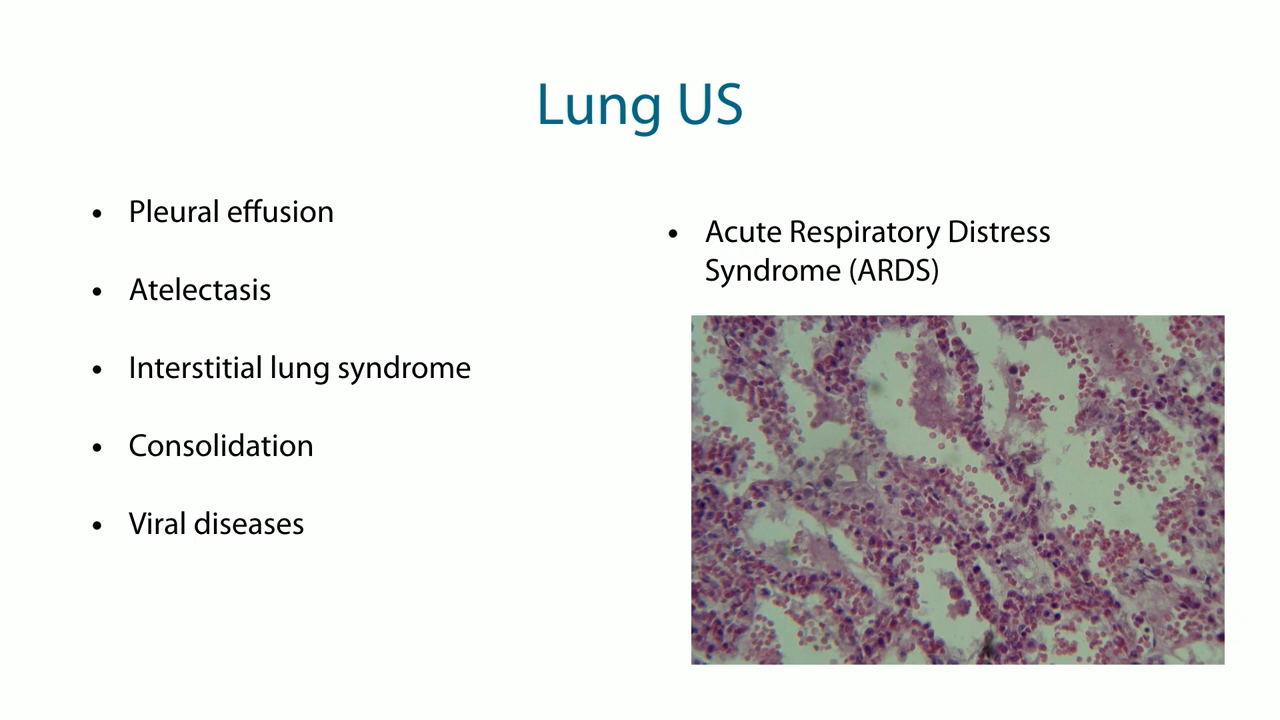 Lung US
• Pleural effusion
• Atelectasis
• Interstitial lung syndrome
• Consolidation
• Viral diseases
• Acute Respiratory Distress
Syndrome (ARDS)